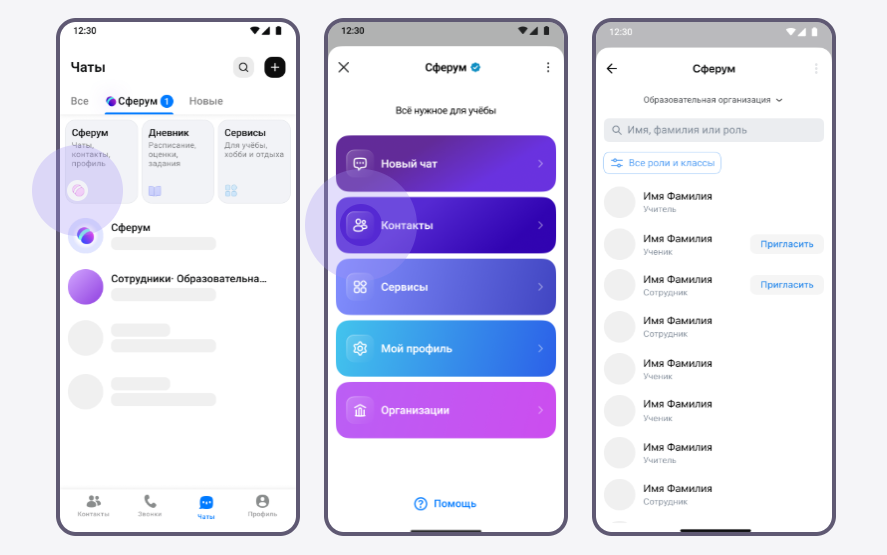 12:30
Чаты
Все
Сферум 1
Новые
Сферум
Чаты,
контакты,
профиль
Дневник
Расписание,
оценки,
задания
Сервисы
Для учёбы,
хобби и отдыха
Сферум
Сотрудники· Образовательна...
Контакты
Звонки
Чаты
Профиль
12:30
Сферум
Всё нужное для учёбы
Новый чат
Контакты
Сервисы
Мой профиль
Организации
Помощь
12:30
Сферум
Образовательная организация
Имя, фамилия или роль
Все роли и классы
Имя Фамилия
Учитель
Имя Фамилия
Ученик
Пригласить
Имя Фамилия
Сотрудник
Пригласить
Имя Фамилия
Сотрудник
Имя Фамилия
Ученик
Имя Фамилия
Ученик
Имя Фамилия
Учитель
Имя Фамилия
Сотрудник